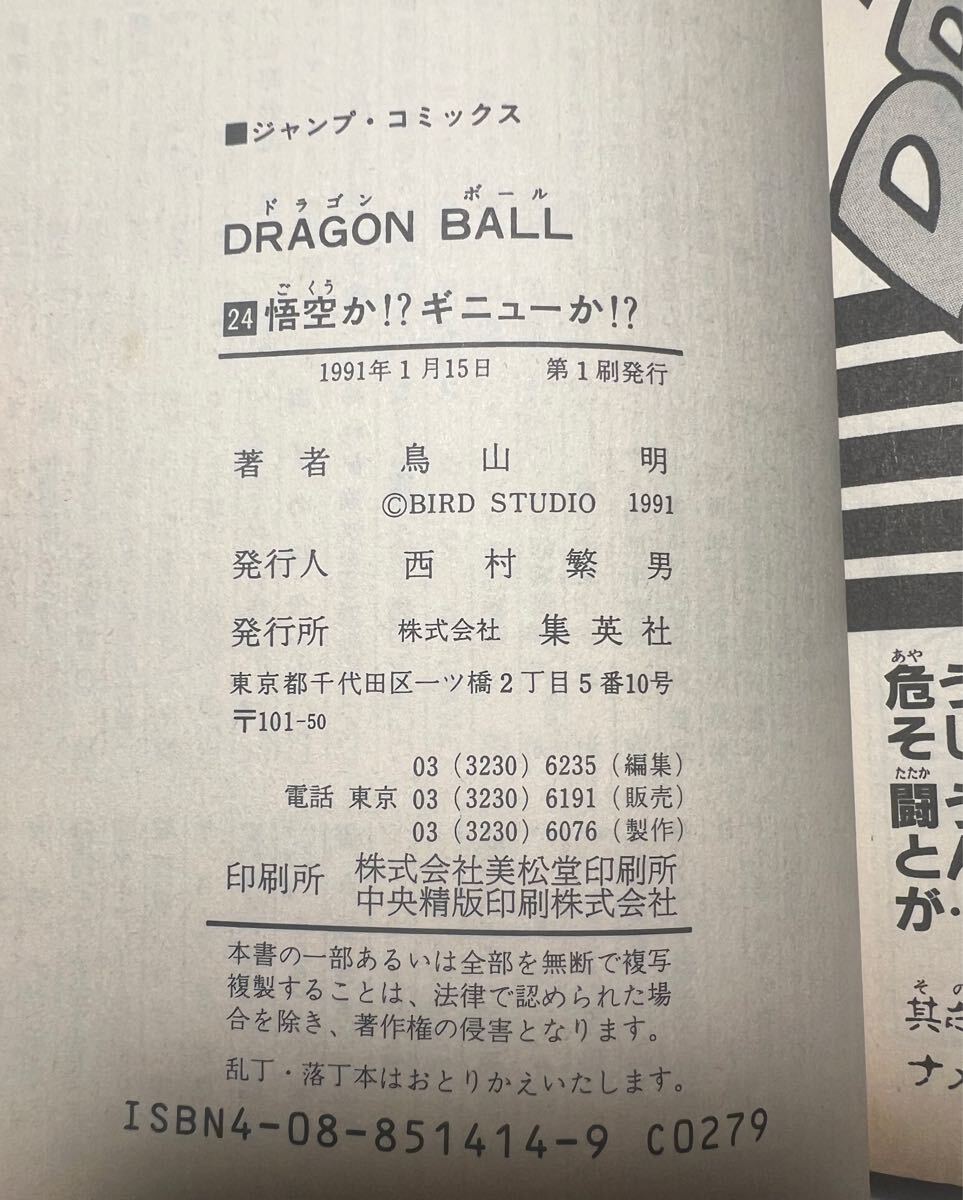 ■ジャンプ・コミックス
ドラゴン ボール
DRAGON BALL
ごくう
24 悟空か!?ギニューか!?
1991年1月15日 第1刷発行
著者 鳥山 明
©BIRD STUDIO 1991
発行人 西村繁男
発行所 株式会社 集英社
東京都千代田区一ツ橋2丁目5番10号
〒101-50
03 (3230) 6235 (編集)
電話 東京 03 (3230) 6191 (販売)
03 (3230) 6076 (製作)
印刷所 株式会社美松堂印刷所
中央精版印刷株式会社
本書の一部あるいは全部を無断で複写
複製することは、法律で認められた場
合を除き、著作権の侵害となります。
乱丁・落丁本はおとりかえいたします。
ISBN4-08-851414-9 C0279
あや
危う
そし
たたか
闘う
とん
が‥
その
其
ナメ